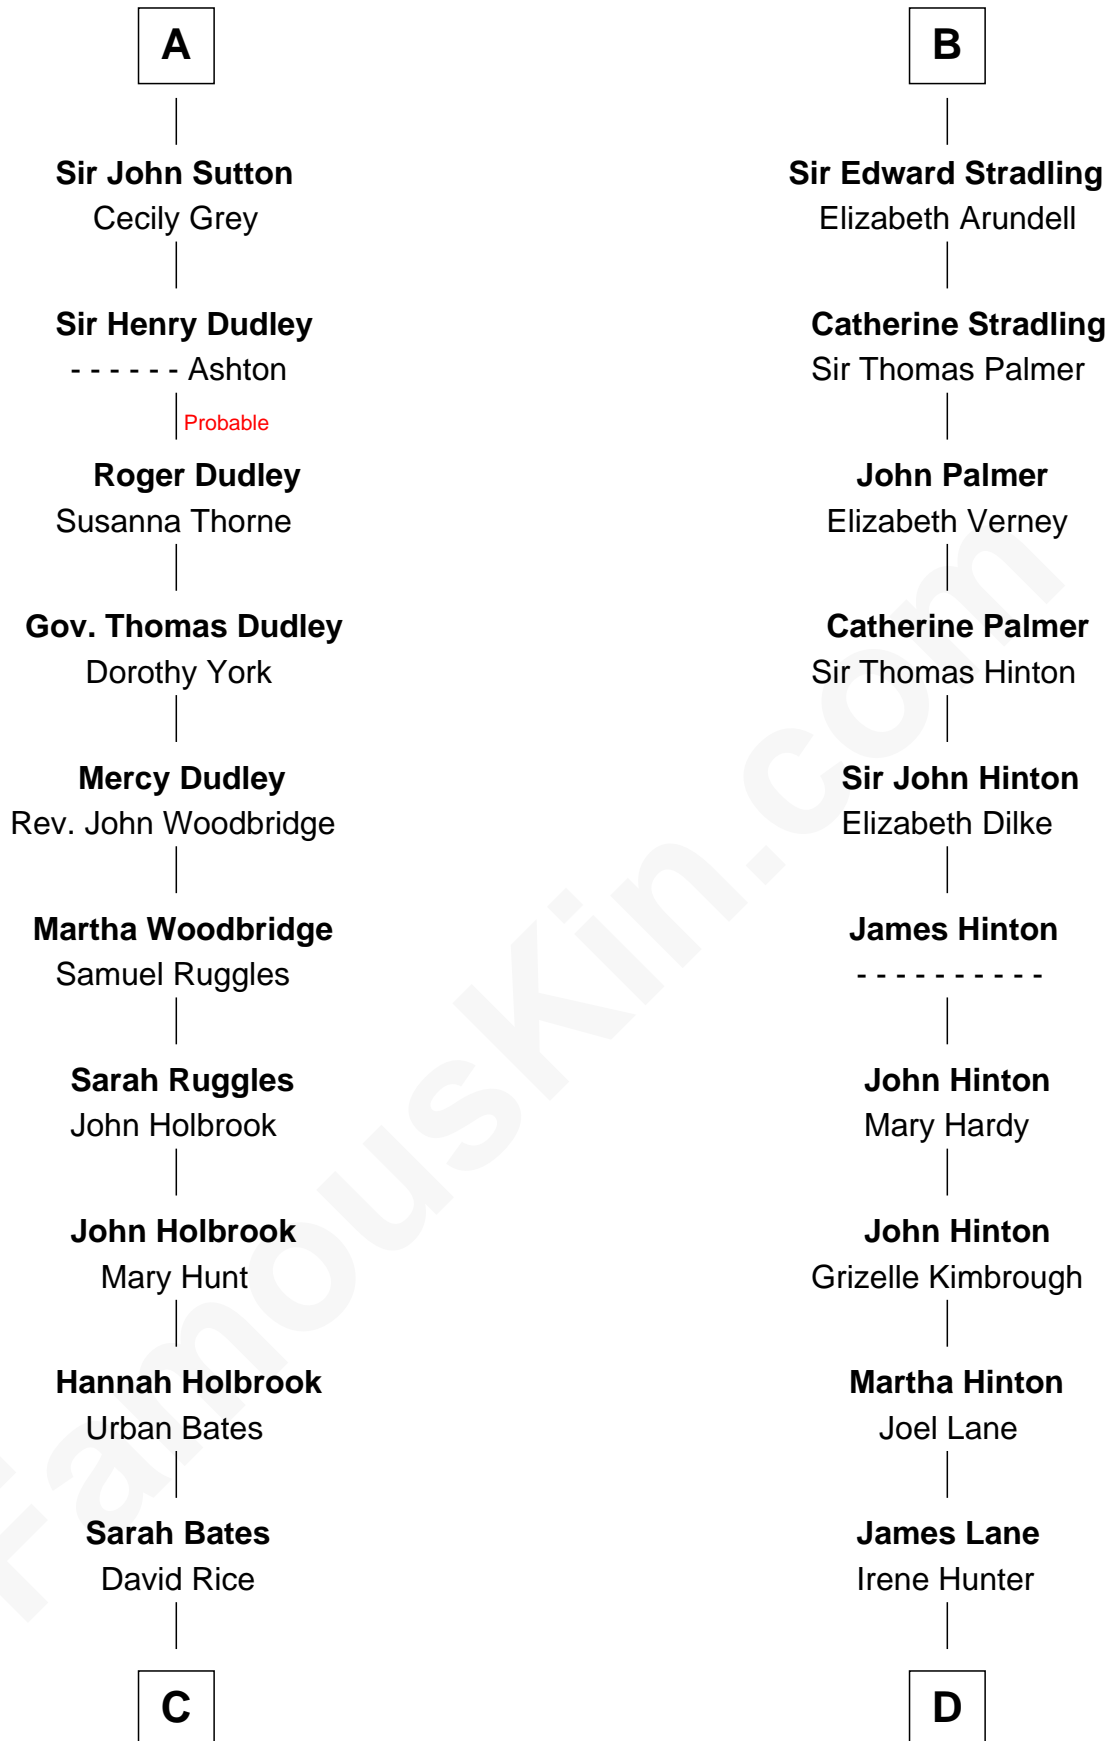 A
Sir John Sutton
Cecily Grey
Sir Henry Dudley
- - - - - - Ashton
Probable
Roger Dudley
Susanna Thorne
Gov. Thomas Dudley
Dorothy York
Mercy Dudley
Rev. John Woodbridge
Martha Woodbridge
Samuel Ruggles
Sarah Ruggles
John Holbrook
John Holbrook
Mary Hunt
Hannah Holbrook
Urban Bates
Sarah Bates
David Rice
C
B
Sir Edward Stradling
Elizabeth Arundell
Catherine Stradling
Sir Thomas Palmer
John Palmer
Elizabeth Verney
Catherine Palmer
Sir Thomas Hinton
Sir John Hinton
Elizabeth Dilke
James Hinton
- - - - - - - - - -
John Hinton
Mary Hardy
John Hinton
Grizelle Kimbrough
Martha Hinton
Joel Lane
James Lane
Irene Hunter
D
FamousKin.com